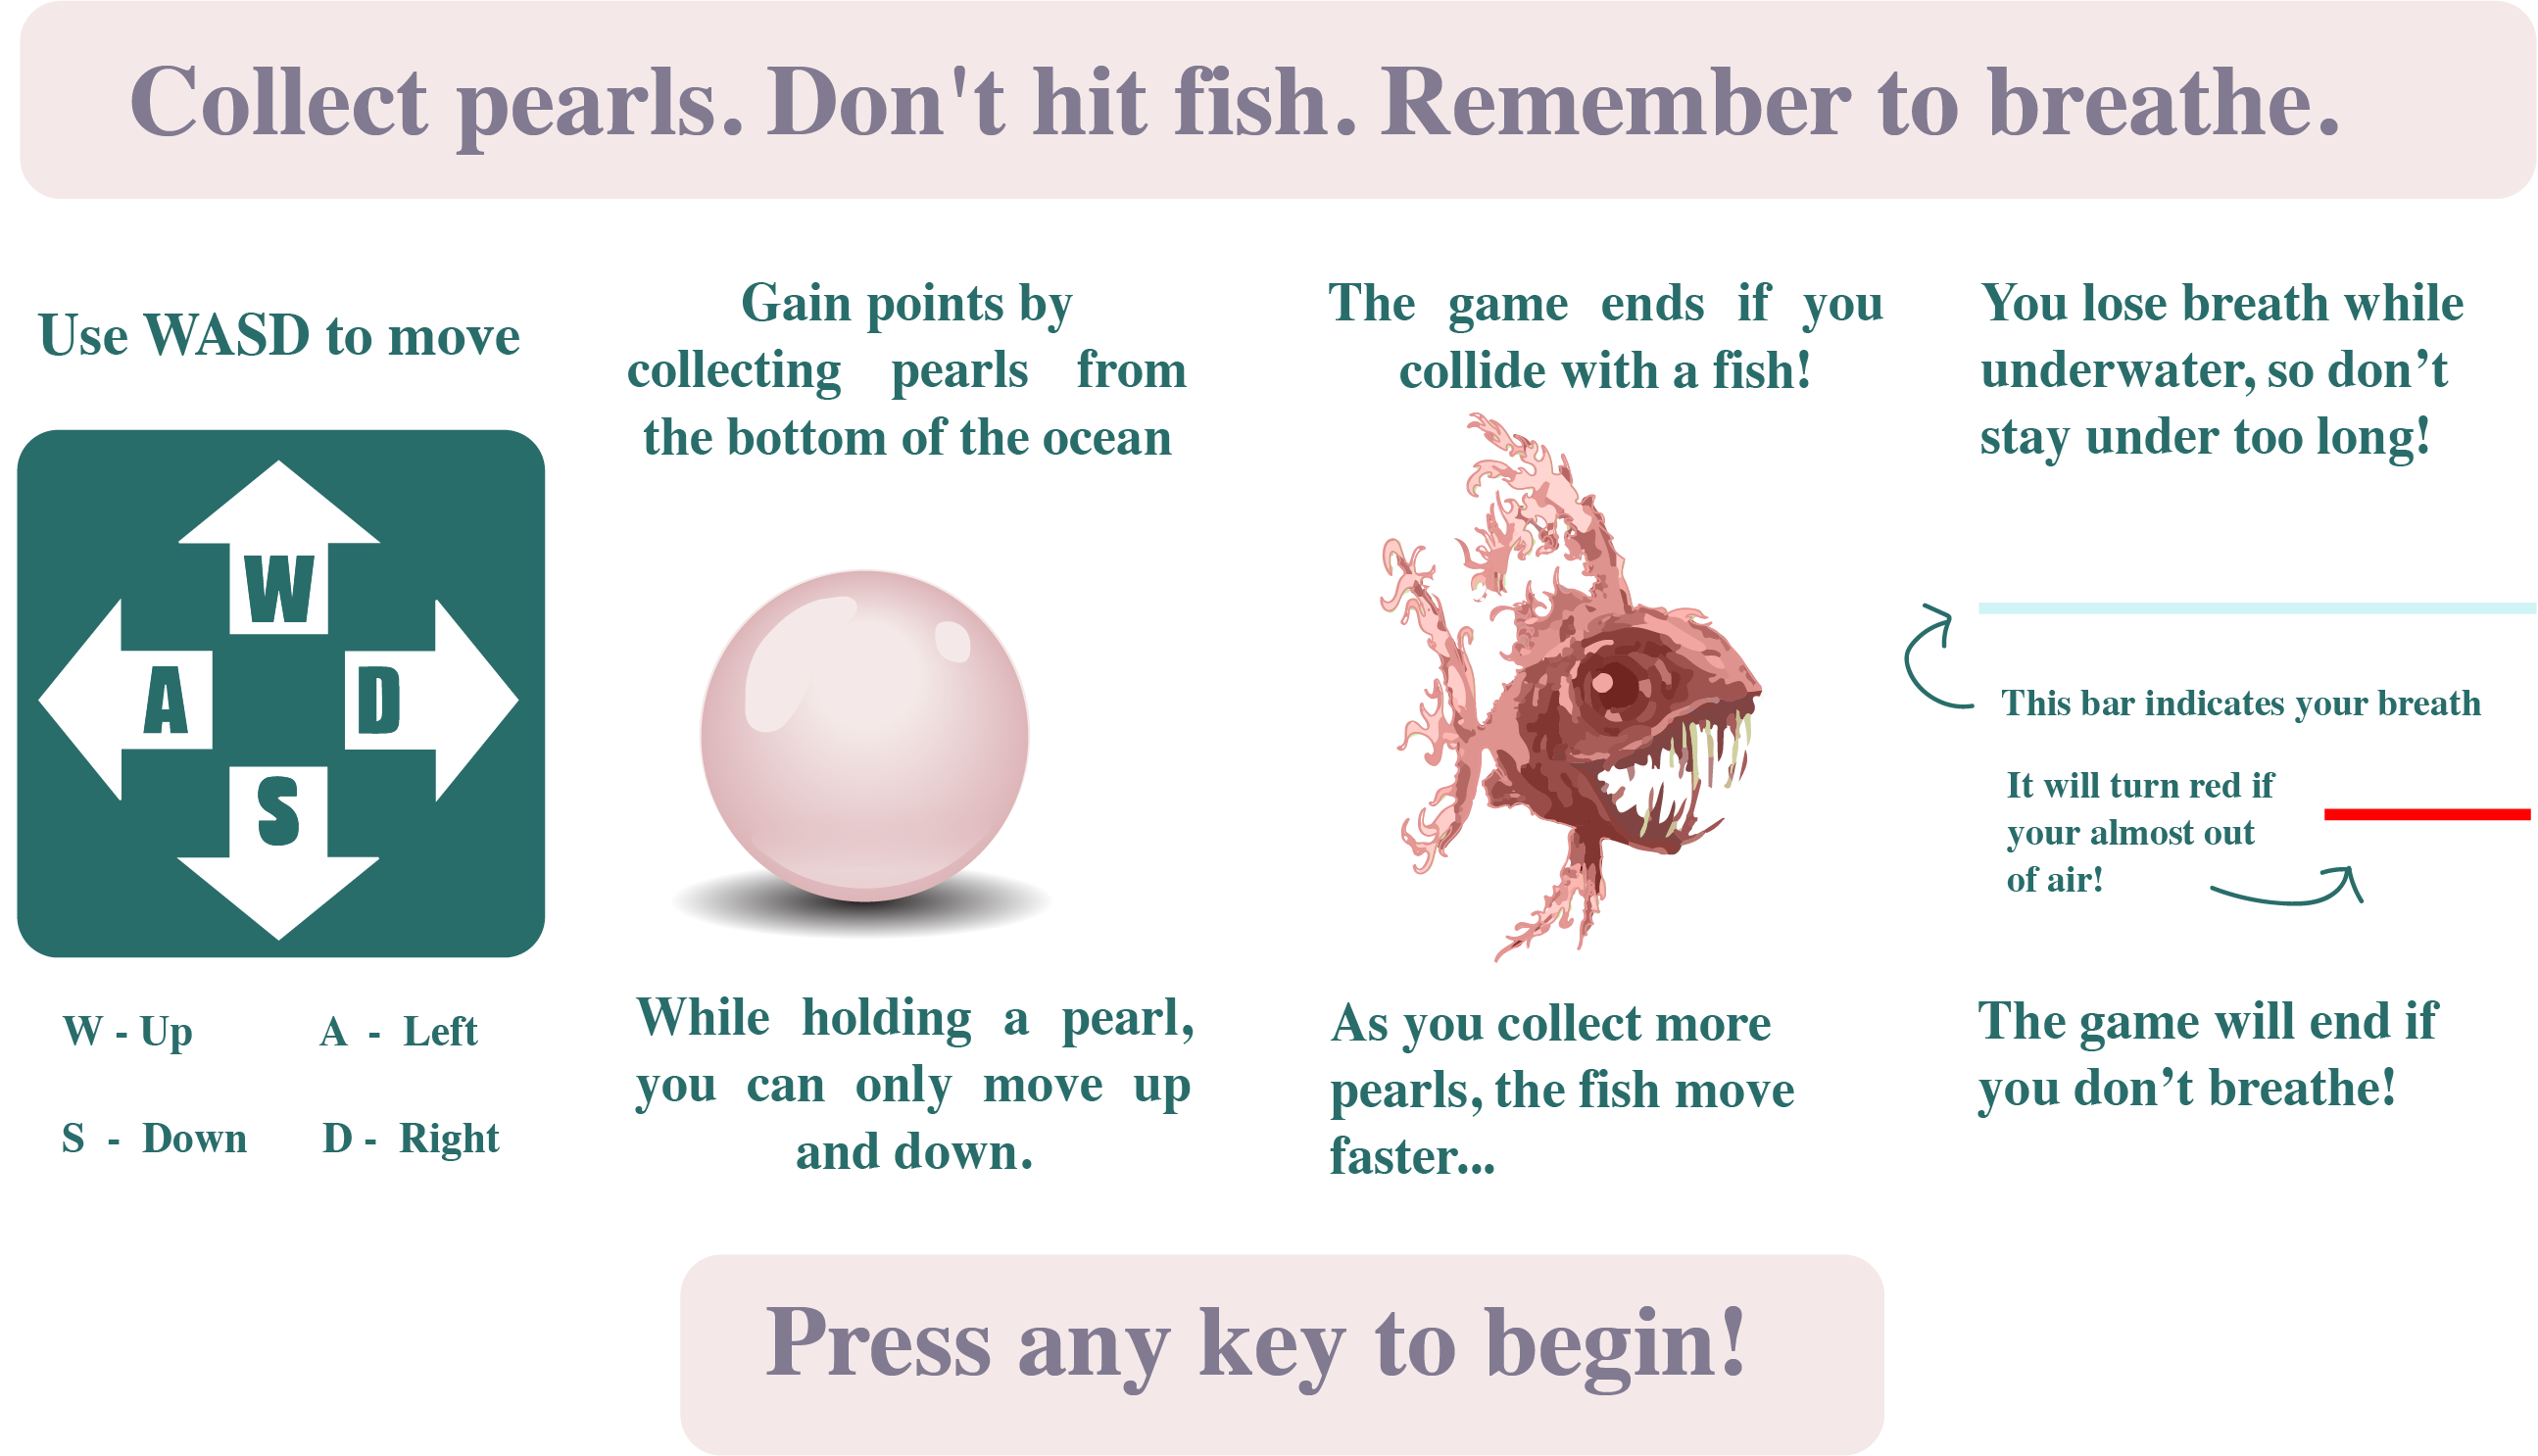 Collect pearls. Don't hit fish. Remember to breathe.
Use WASD to move
W
A
D
S
W - Up
A - Left
S - Down
D - Right
Gain points by
collecting pearls from
the bottom of the ocean
While holding a pearl,
you can only move up
and down.
The game ends if you
collide with a fish!
As you collect more
pearls, the fish move
faster...
You lose breath while
underwater, so don’t
stay under too long!
This bar indicates your breath
It will turn red if
your almost out
of air!
The game will end if
you don’t breathe!
Press any key to begin!